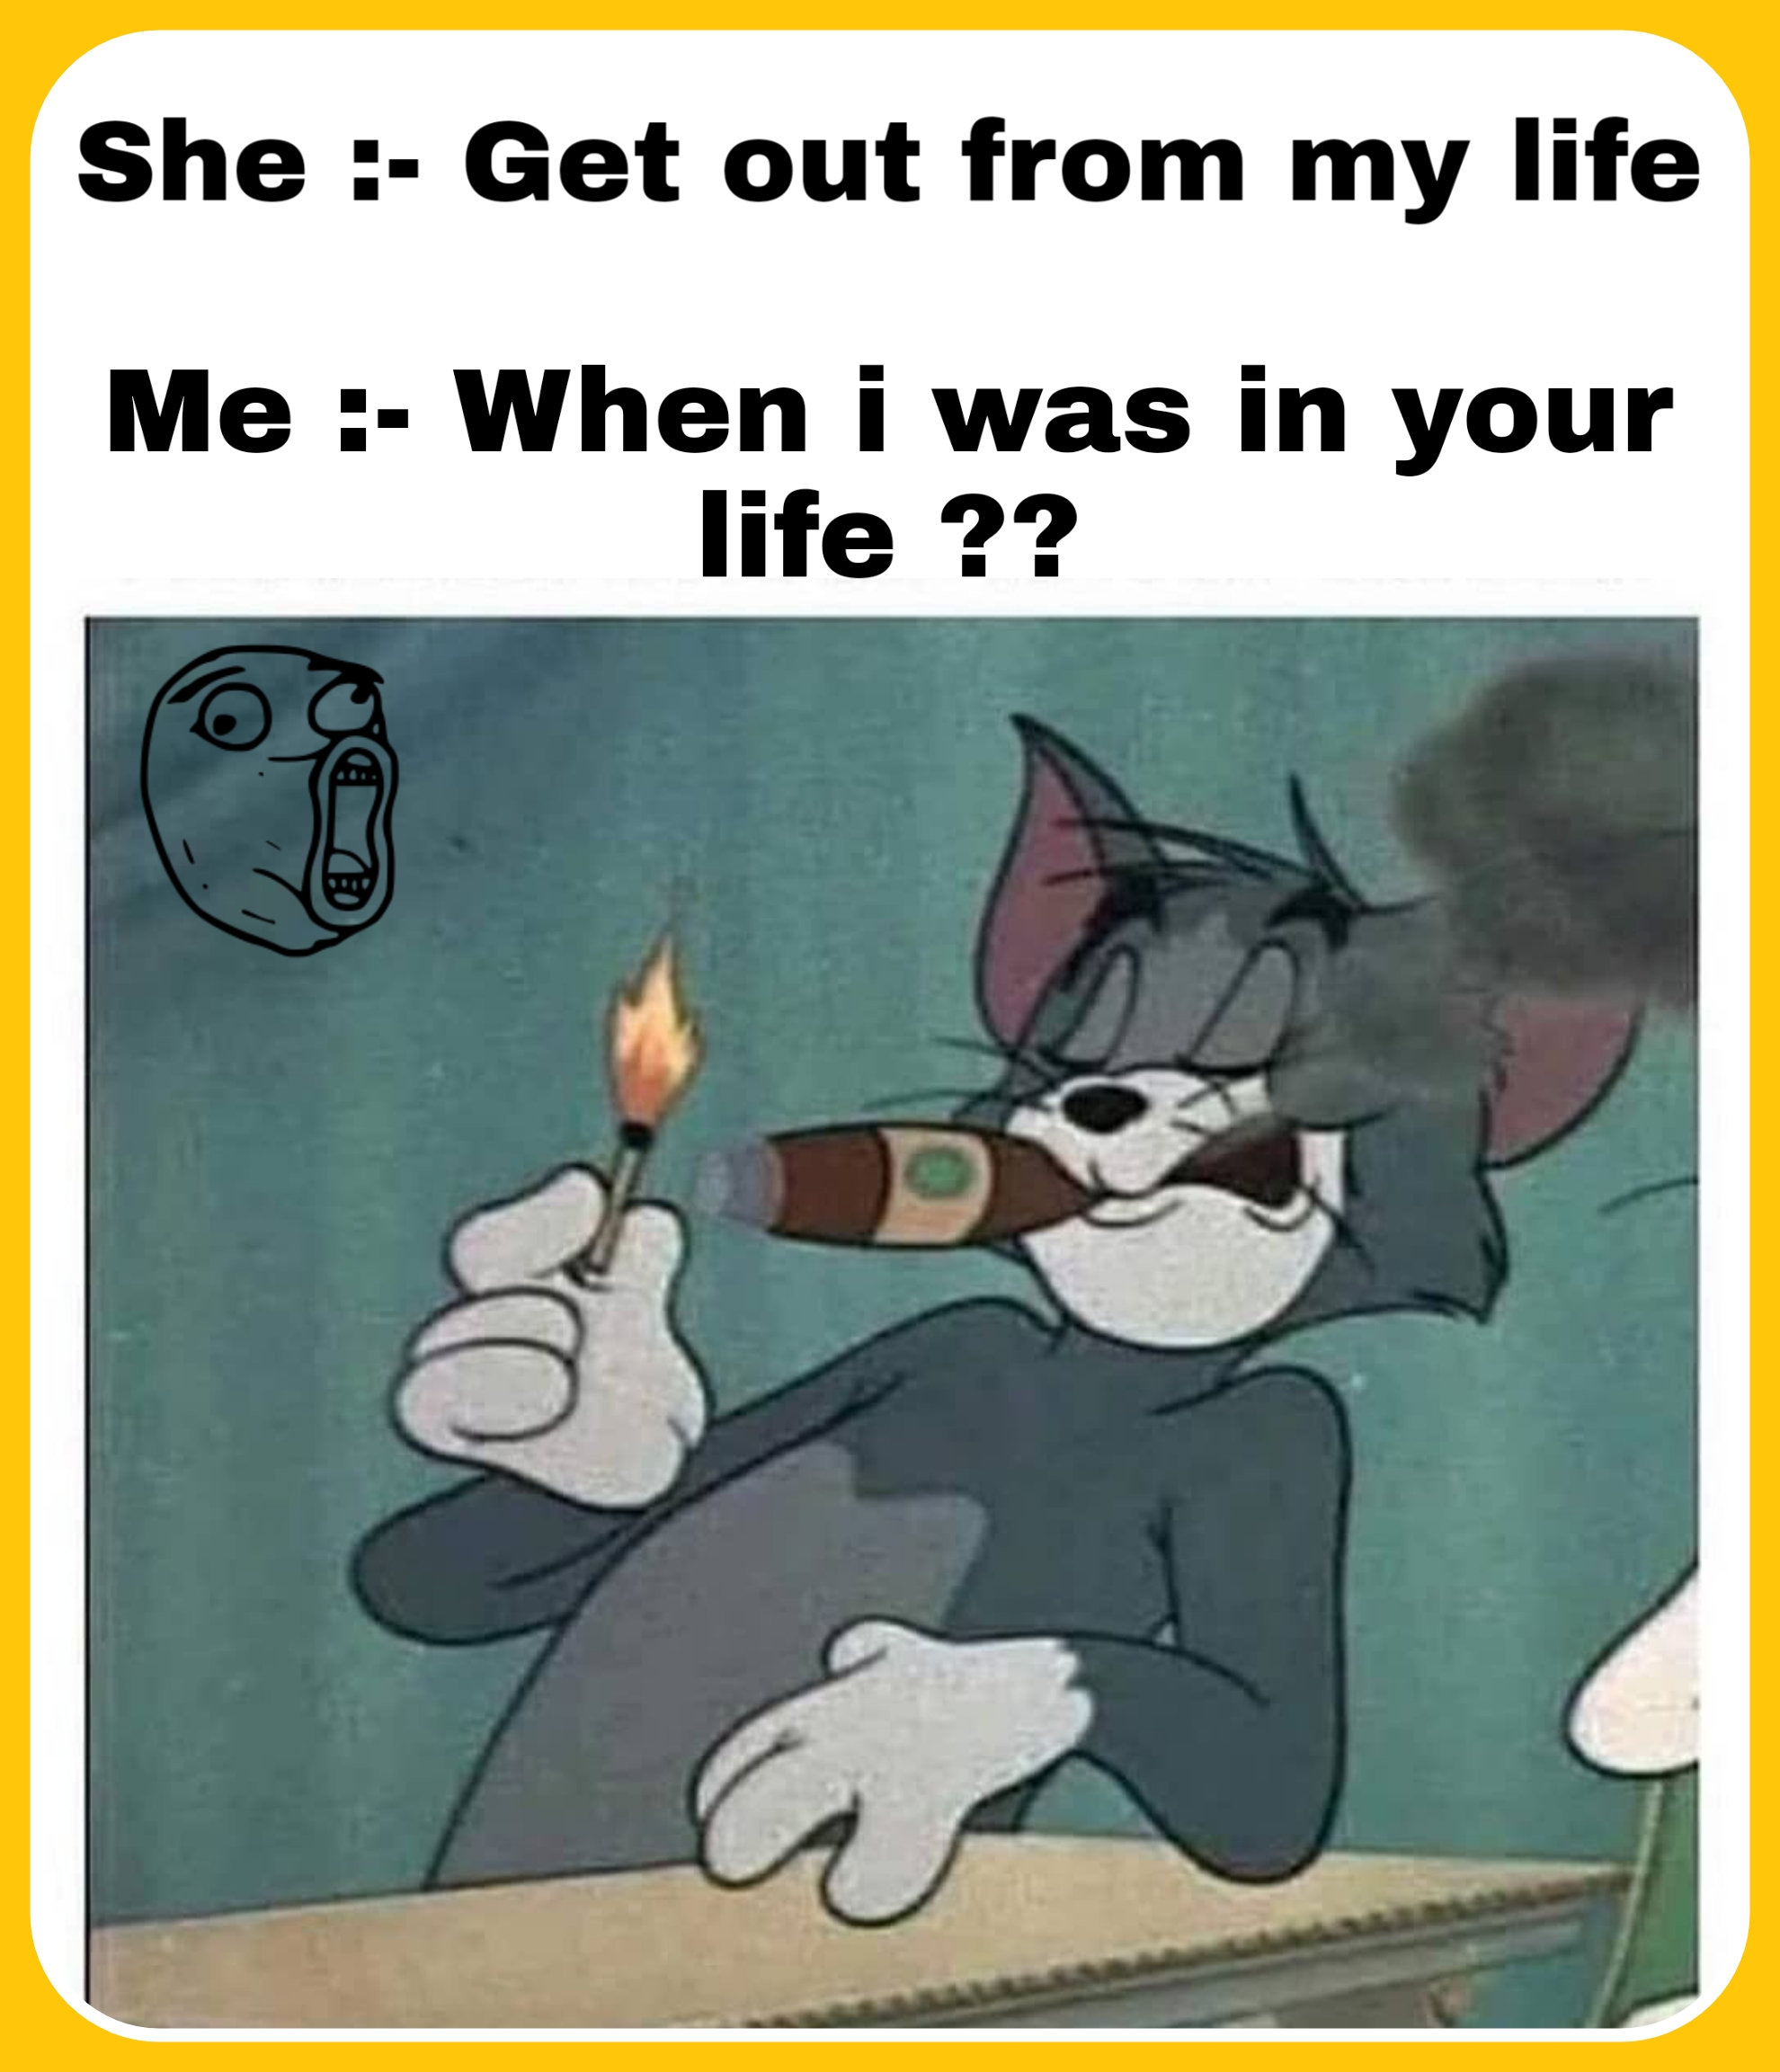 She :- Get out from my life
Me :- When i was in your
life ??